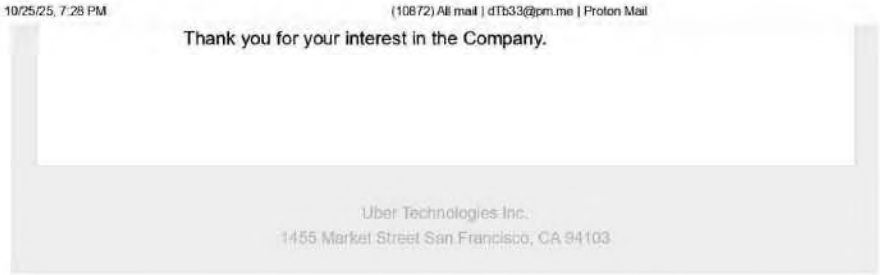 10/25/25, 7:28 PM (10872) All mail | dTb33@pm.me | Proton Mail
Thank you for your interest in the Company.
Uber Technologies Inc.
1455 Market Street San Francisco, CA 94103